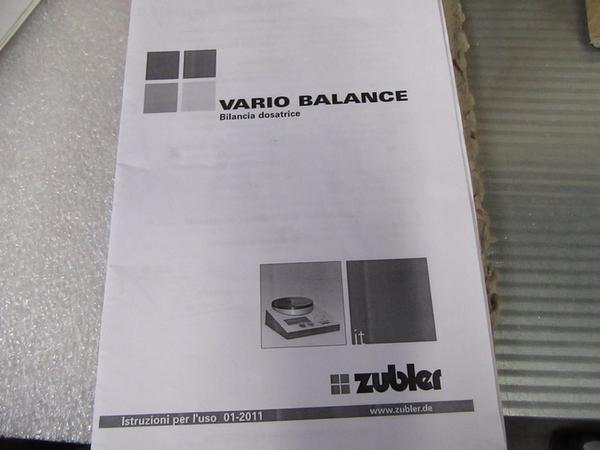 VARIO BALANCE
Bilancia dosatrice
it
zubler
Istruzioni per l'uso 01-2011
www.zubler.de